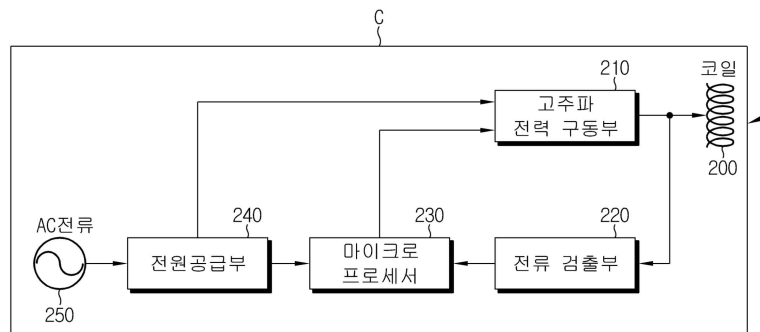 C
210
코일
고주파
전력 구동부
200
AC전류
240
230
220
전원공급부
마이크로
프로세서
전류 검출부
250